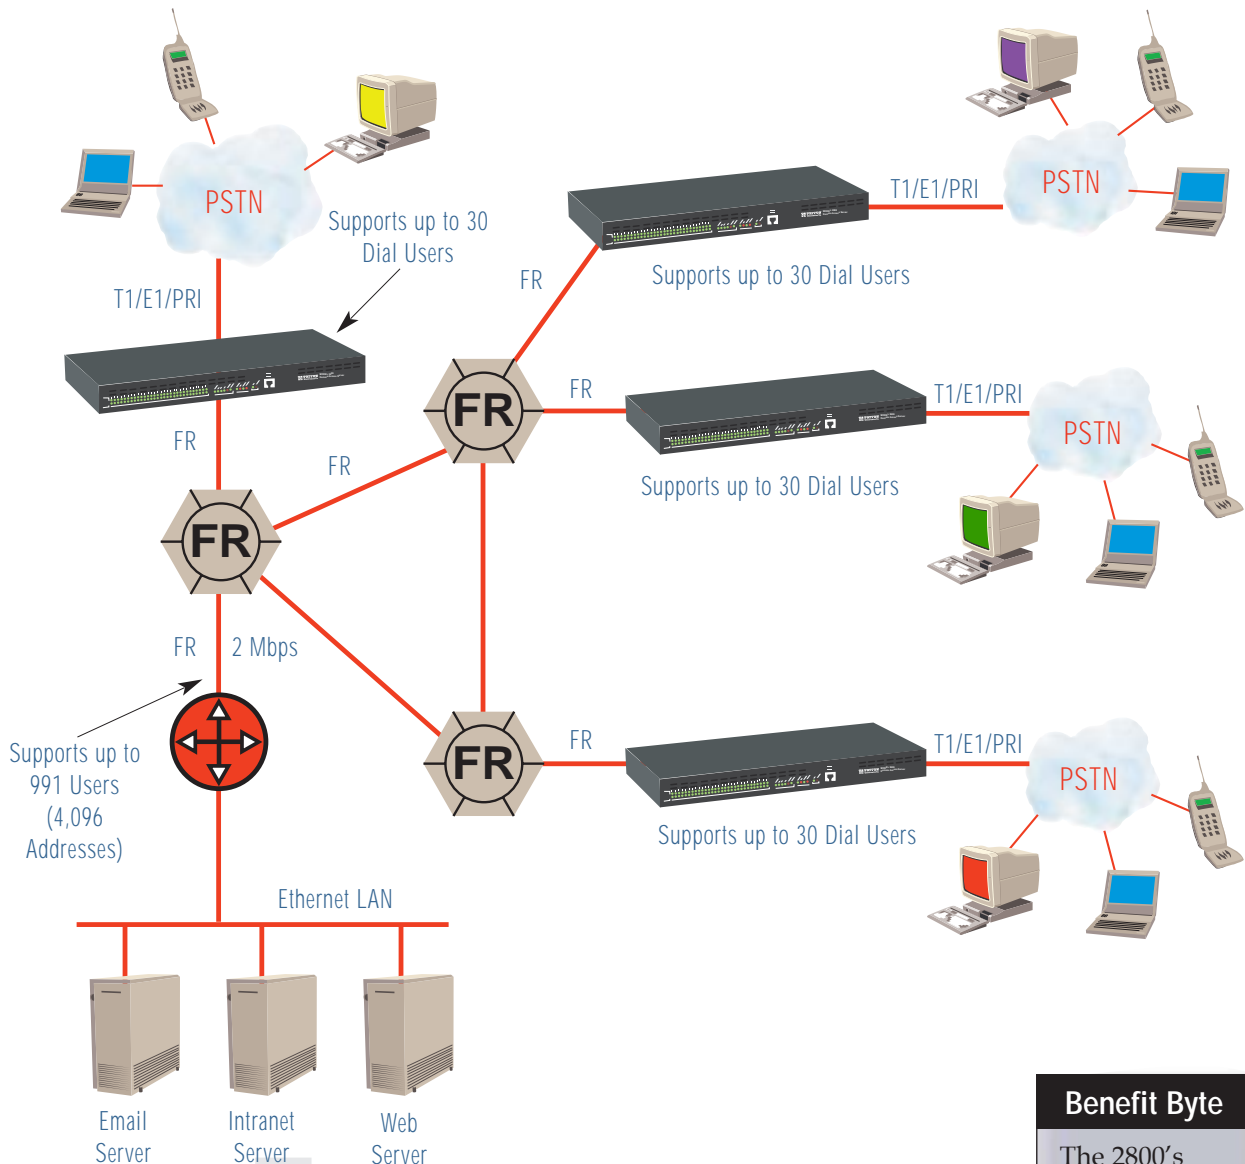 PSTN
Supports up to 30
Dial Users
T1/E1/PRI
FR
FR
FR
FR
2 Mbps
Supports up to
991 Users
(4,096
Addresses)
Ethernet LAN
Email
Server
Intranet
Server
Web
Server
FR
FR
T1/E1/PRI
PSTN
Supports up to 30 Dial Users
FR
T1/E1/PRI
PSTN
Supports up to 30 Dial Users
FR
FR
T1/E1/PRI
PSTN
Supports up to 30 Dial Users
Benefit Byte
The 2800's